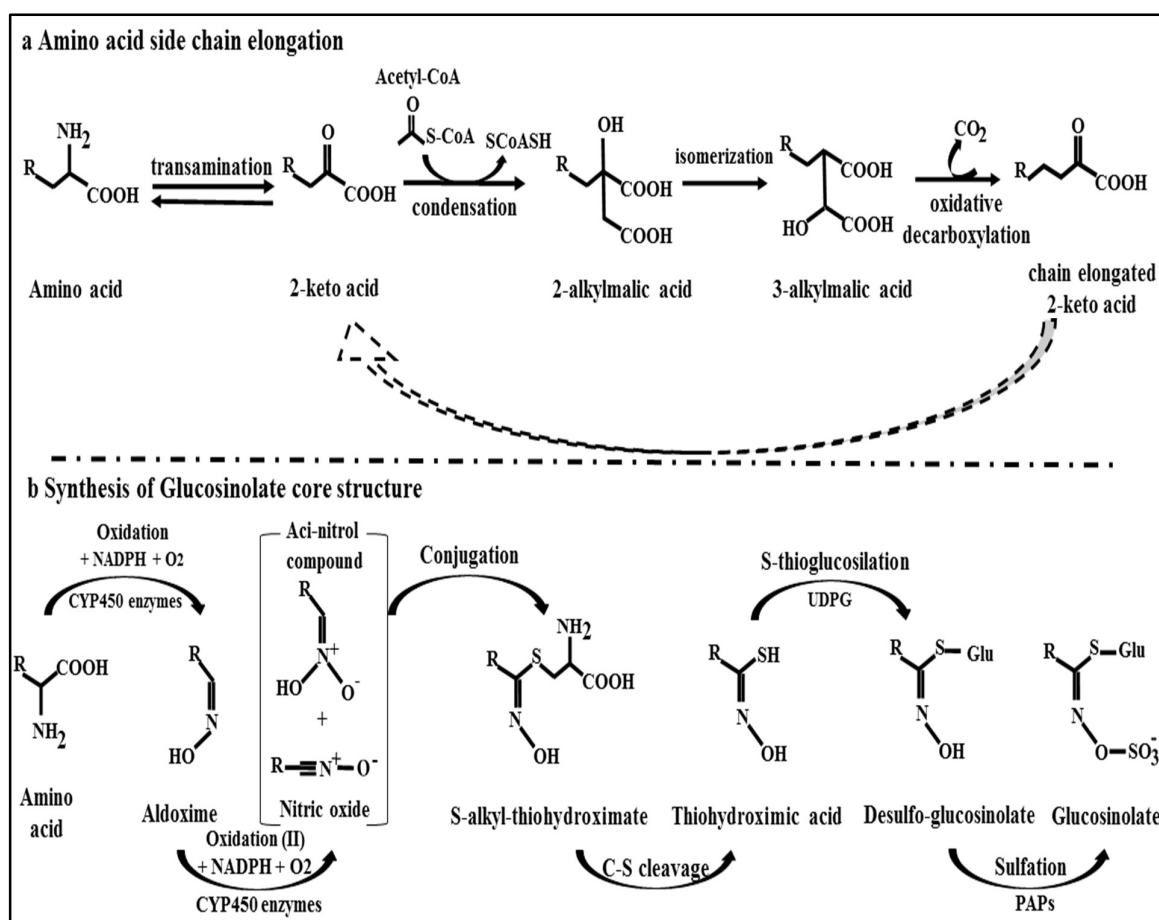 a Amino acid side chain elongation
Acetyl-CoA
O
S-CoA
SCoASH
NH2
R
COOH
transamination
O
R
COOH
condensation
OH
R
COOH
COOH
isomerization
R
COOH
HO
COOH
CO2
oxidative
decarboxylation
O
R
COOH
Amino acid
2-keto acid
2-alkylmalic acid
3-alkylmalic acid
chain elongated
2-keto acid
b Synthesis of Glucosinolate core structure
Oxidation
+ NADPH + O2
CYP450 enzymes
Aci-nitrol
compound
Conjugation
S-thioglucosilation
UDPG
R
COOH
NH2
N
HO
R
N+
HO
O-
+
R
N+
O-
R
S
NH2
COOH
N
OH
R
SH
N
OH
R
S
Glu
N
OH
R
S
Glu
N
O
SO3-
Amino
acid
Aldoxime
Nitric oxide
S-alkyl-thiohydroximate
Thiohydroximic acid
Desulfo-glucosinolate
Glucosinolate
Oxidation (II)
+ NADPH + O2
CYP450 enzymes
C-S cleavage
Sulfation
PAPs